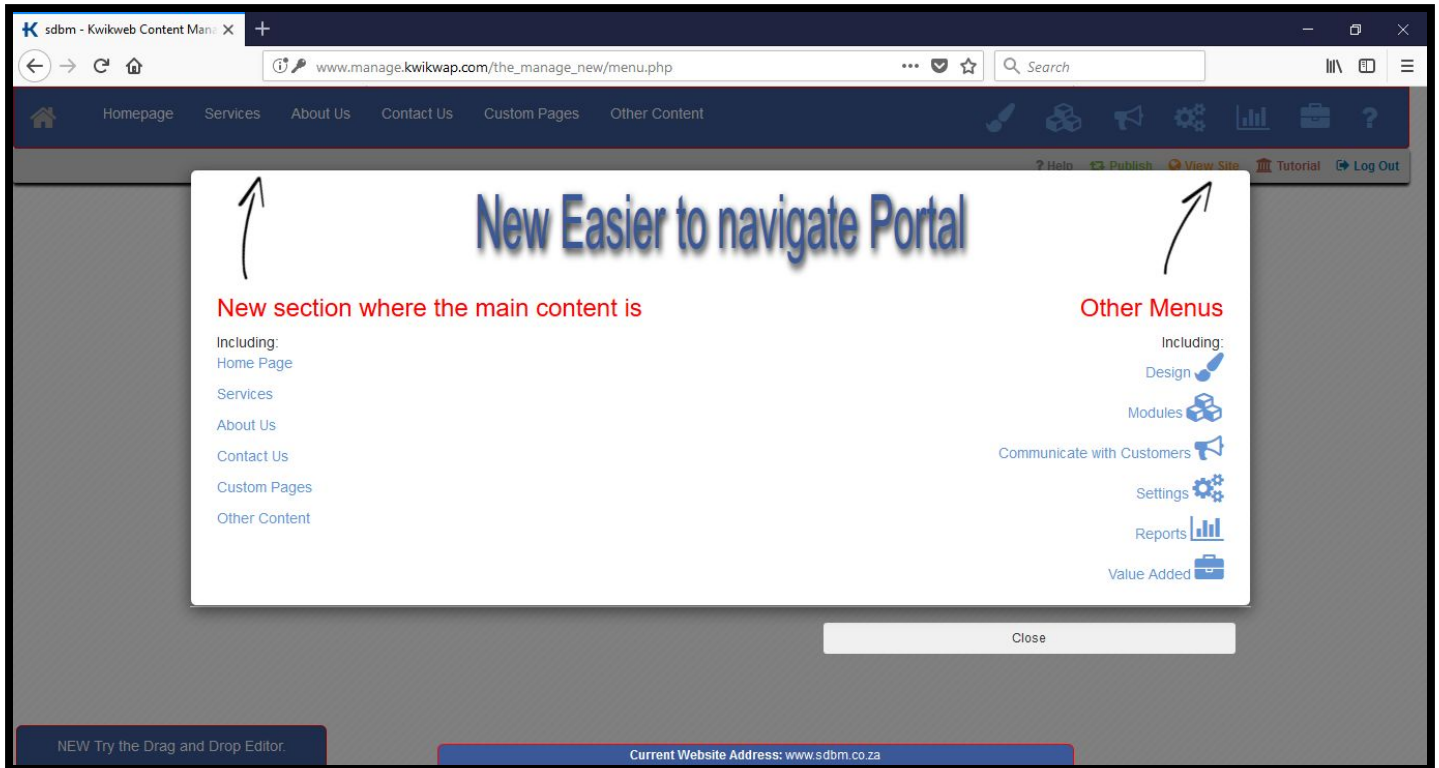 sdbm - Kwikweb Content Mana
www.manage.kwikwap.com/the_manage_new/menu.php
Search
Homepage Services About Us Contact Us Custom Pages Other Content
? Help Publish View Site Tutorial Log Out
New Easier to navigate Portal
New section where the main content is
Including:
Home Page
Services
About Us
Contact Us
Custom Pages
Other Content
Other Menus
Including:
Design
Modules
Communicate with Customers
Settings
Reports
Value Added
Close
NEW Try the Drag and Drop Editor.
Current Website Address: www.sdbm.co.za